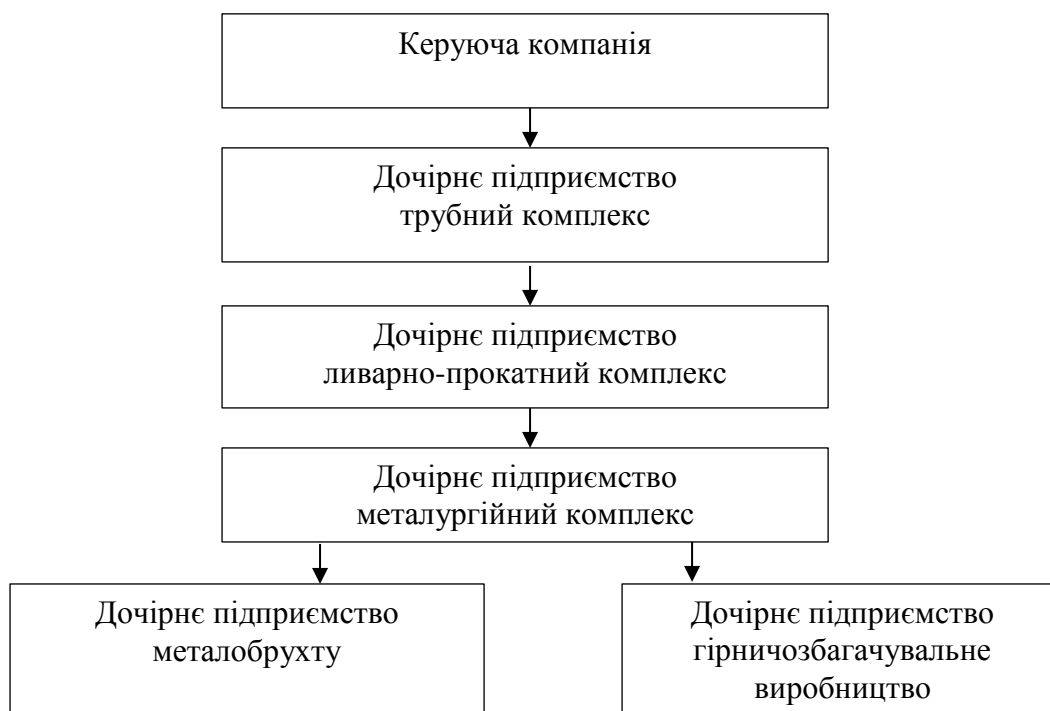 Керуюча компанія
Дочірнє підприємство
трубний комплекс
Дочірнє підприємство
ливарно-прокатний комплекс
Дочірнє підприємство
металургійний комплекс
Дочірнє підприємство
металобрухту
Дочірнє підприємство
гірничозбагачувальне
виробництво